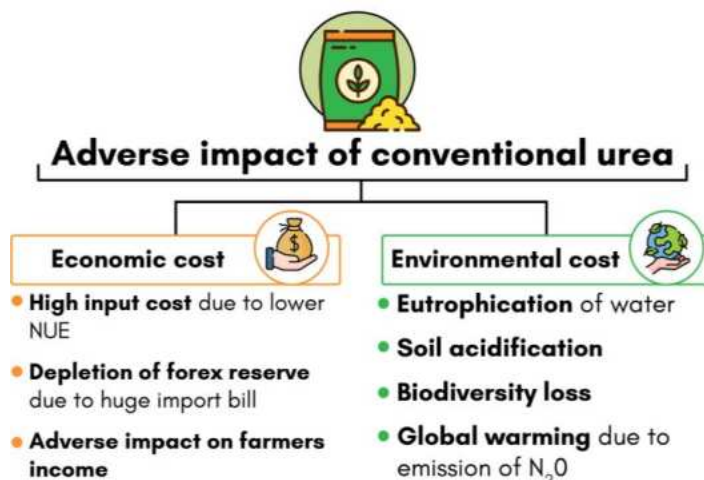 Adverse impact of conventional urea
Economic cost
• High input cost due to lower
NUE
• Depletion of forex reserve
due to huge import bill
• Adverse impact on farmers
income
Environmental cost
• Eutrophication of water
• Soil acidification
• Biodiversity loss
• Global warming due to
emission of N₂0